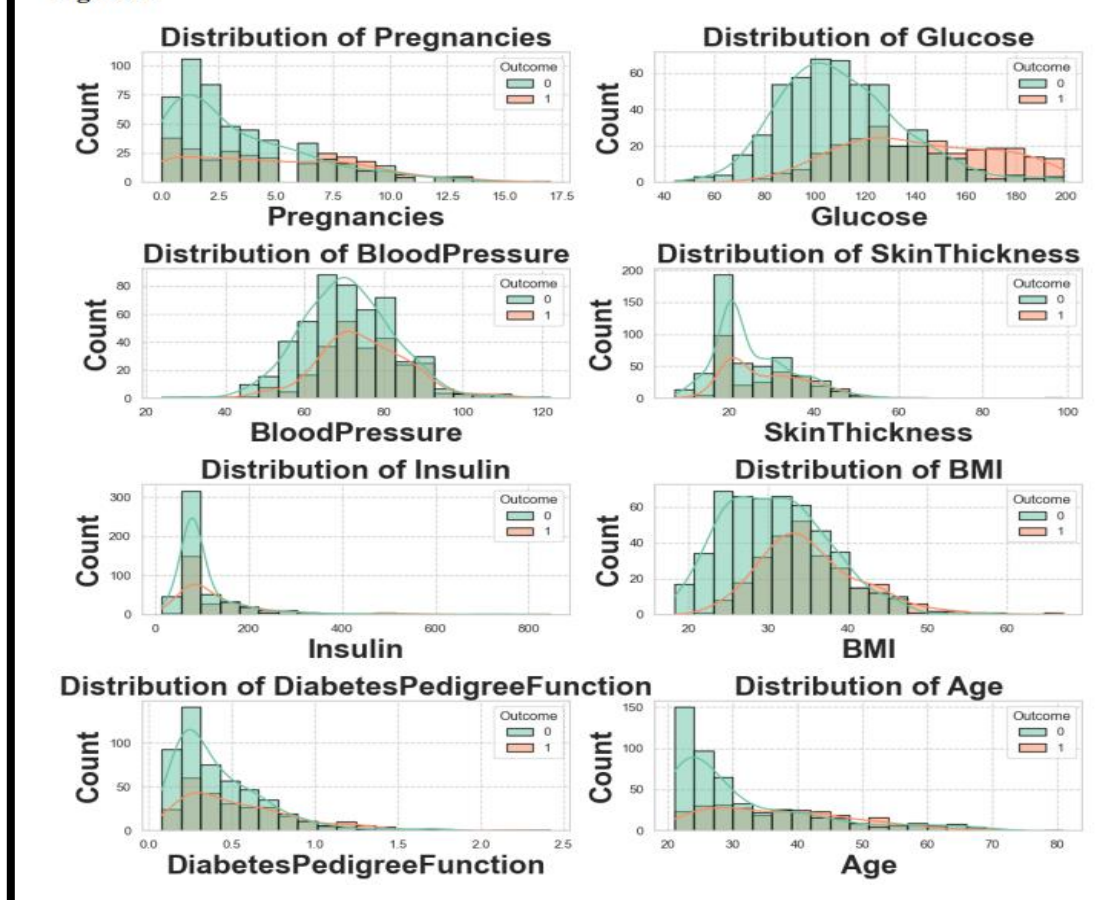 Distribution of Pregnancies
Count
100
75
50
25
0
Outcome
0
1
0.0 2.5 5.0 7.5 10.0 12.5 15.0 17.5
Pregnancies
Distribution of Glucose
Count
60
40
20
0
Outcome
0
1
40 60 80 100 120 140 160 180 200
Glucose
Distribution of BloodPressure
Count
80
60
40
20
0
Outcome
0
1
20 40 60 80 100 120
BloodPressure
Distribution of SkinThickness
Count
200
150
100
50
0
Outcome
0
1
20 40 60 80 100
SkinThickness
Distribution of Insulin
Count
300
200
100
0
Outcome
0
1
0 200 400 600 800
Insulin
Distribution of BMI
Count
60
40
20
0
Outcome
0
1
20 30 40 50 60
BMI
Distribution of DiabetesPedigreeFunction
Count
100
50
0
Outcome
0
1
0.0 0.5 1.0 1.5 2.0 2.5
DiabetesPedigreeFunction
Distribution of Age
Count
150
100
50
0
Outcome
0
1
20 30 40 50 60 70 80
Age